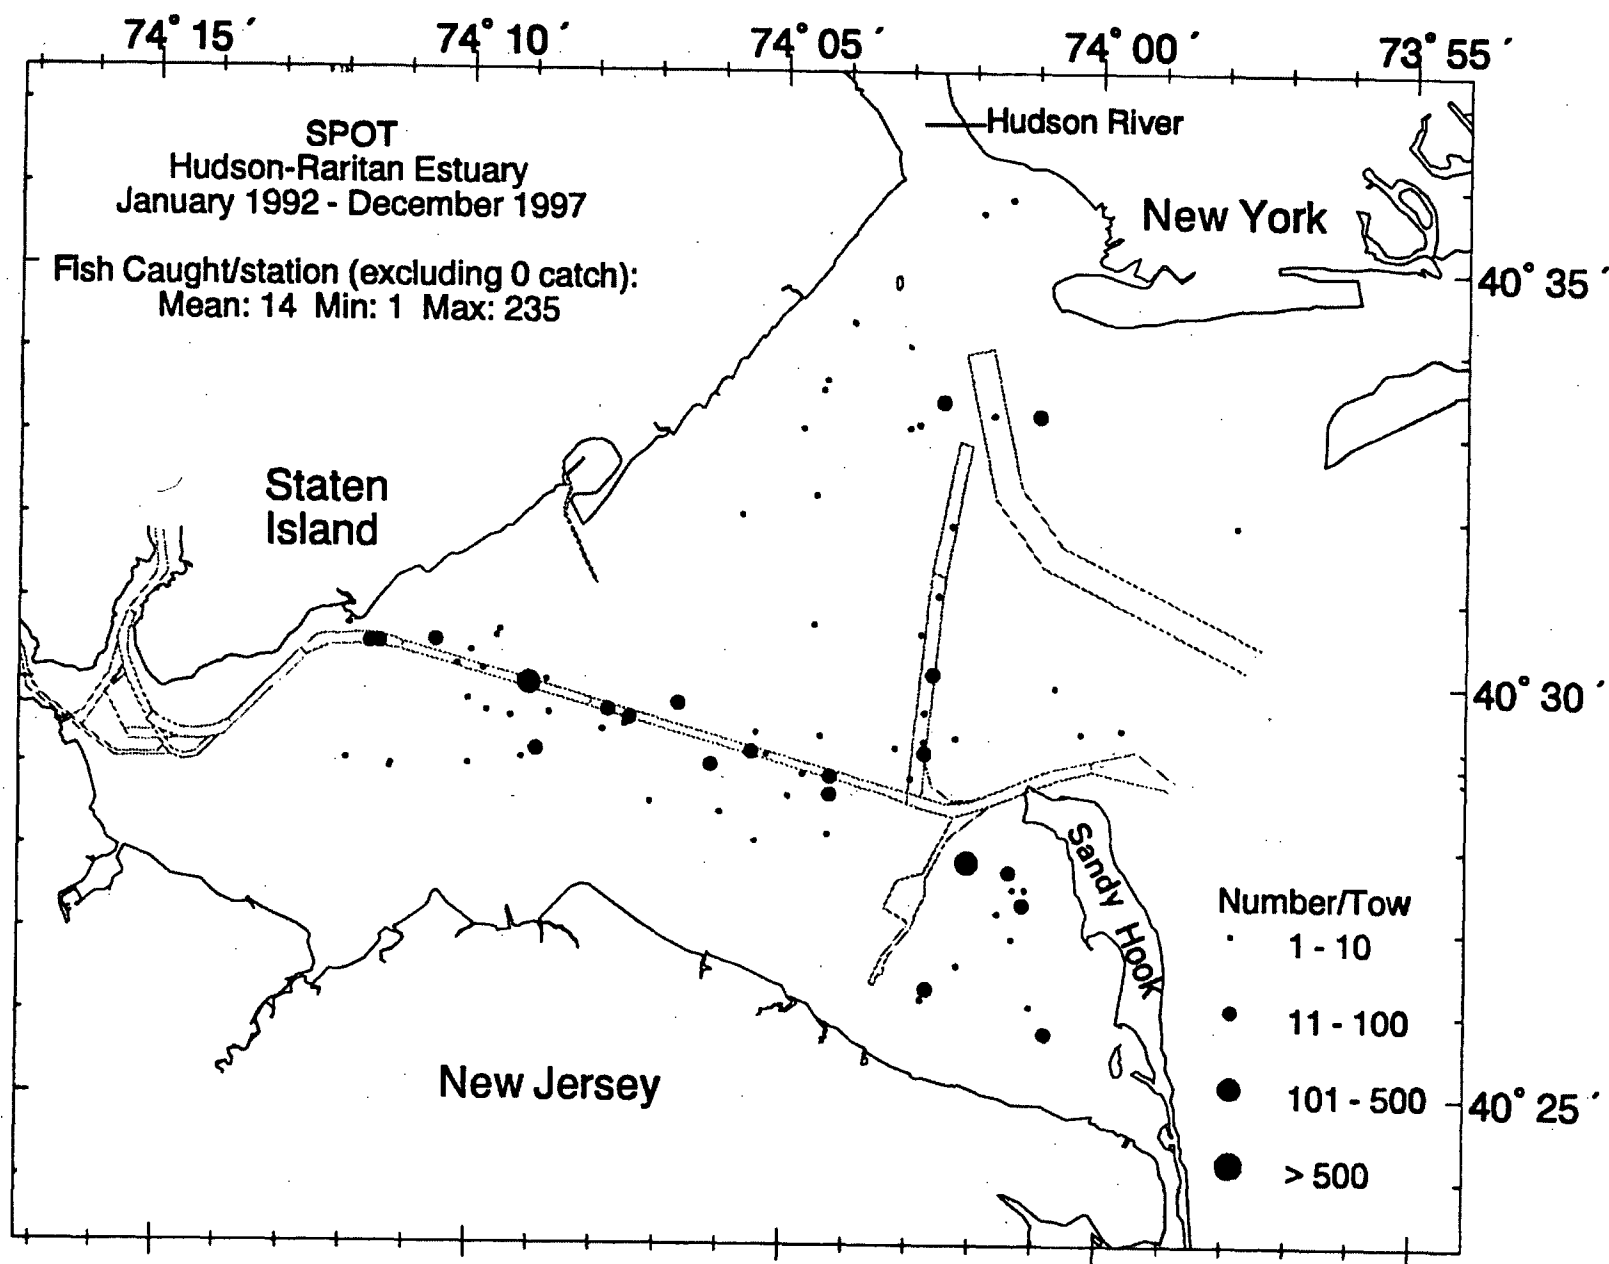 74° 15´ 74° 10´ 74° 05´ 74° 00´ 73° 55´
Hudson River
SPOT
Hudson-Raritan Estuary
January 1992 - December 1997
New York
Fish Caught/station (excluding 0 catch):
Mean: 14 Min: 1 Max: 235
40° 35´
Staten
Island
40° 30´
Sandy Hook
Number/Tow
1 - 10
11 - 100
101 - 500
> 500
New Jersey
40° 25´